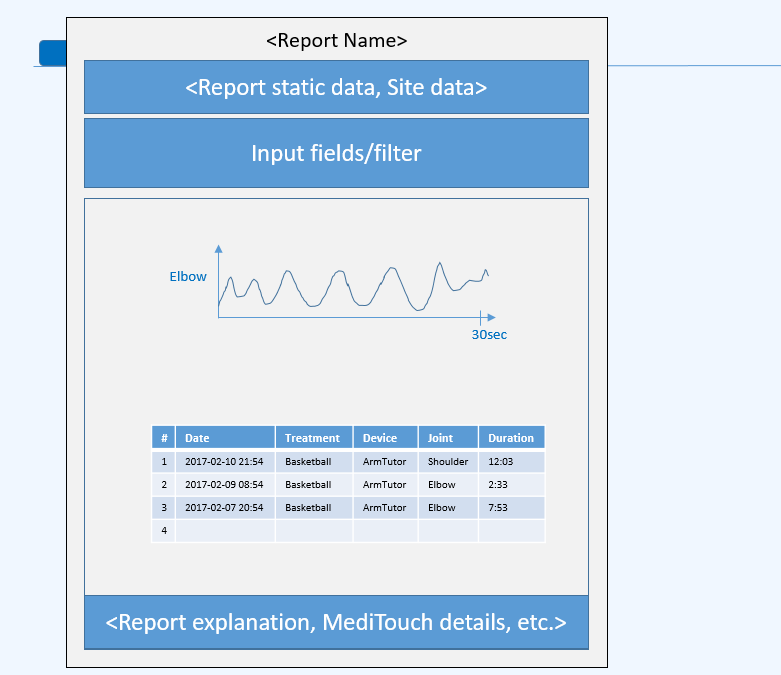 <Report Name>
<Report static data, Site data>
Input fields/filter
Elbow
30sec
# Date Treatment Device Joint Duration
1 2017-02-10 21:54 Basketball ArmTutor Shoulder 12:03
2 2017-02-09 08:54 Basketball ArmTutor Elbow 2:33
3 2017-02-07 20:54 Basketball ArmTutor Elbow 7:53
4
<Report explanation, MediTouch details, etc.>